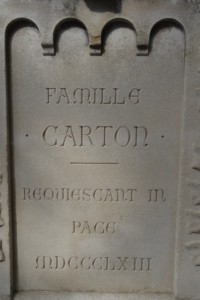 FAMILLE
· CARTON ·
REQUIESCANT IN
PACE
MDCCCLXIII